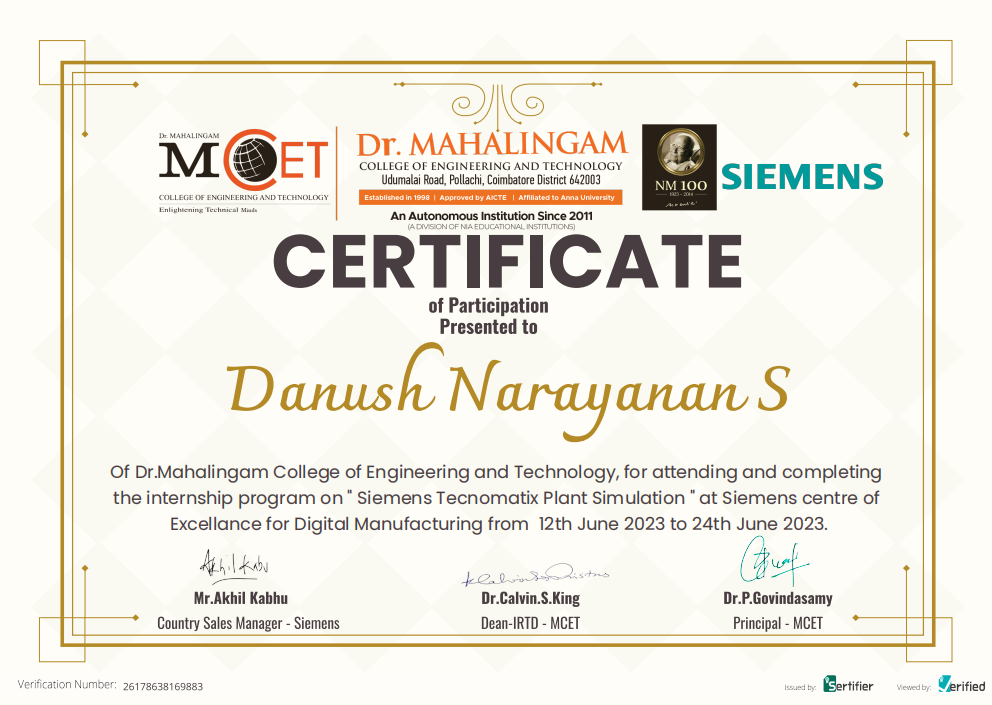 Dr. MAHALINGAM
MCET
COLLEGE OF ENGINEERING AND TECHNOLOGY
Enlightening Technical Minds
Dr. MAHALINGAM
COLLEGE OF ENGINEERING AND TECHNOLOGY
Udumalai Road, Pollachi, Coimbatore District 642003
Established in 1998 | Approved by AICTE | Affiliated to Anna University
An Autonomous Institution Since 2011
(A DIVISION OF NIA EDUCATIONAL INSTITUTIONS)
NM 100
1923 - 2014
SIEMENS
CERTIFICATE
of Participation
Presented to
Danush Narayanan S
Of Dr.Mahalingam College of Engineering and Technology, for attending and completing
the internship program on " Siemens Tecnomatix Plant Simulation " at Siemens centre of
Excellance for Digital Manufacturing from 12th June 2023 to 24th June 2023.
Akhil Kabu
Mr.Akhil Kabhu
Country Sales Manager - Siemens
Dr.Calvin.S.King
Dean-IRTD - MCET
Dr.P.Govindasamy
Principal - MCET
Verification Number: 26178638169883
Issued by: Sertifier
Viewed by: Verified